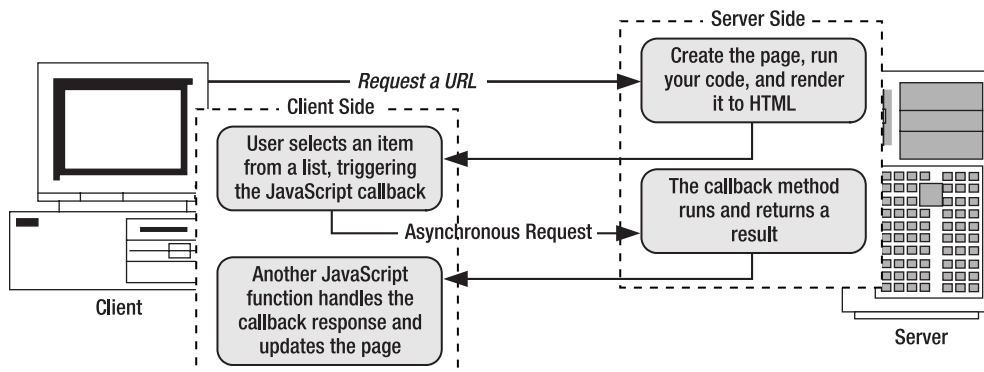 Server Side
Create the page, run
your code, and render
it to HTML
Request a URL
Client Side
User selects an item
from a list, triggering
the JavaScript callback
The callback method
runs and returns a
result
Asynchronous Request
Another JavaScript
function handles the
callback response and
updates the page
Client
Server